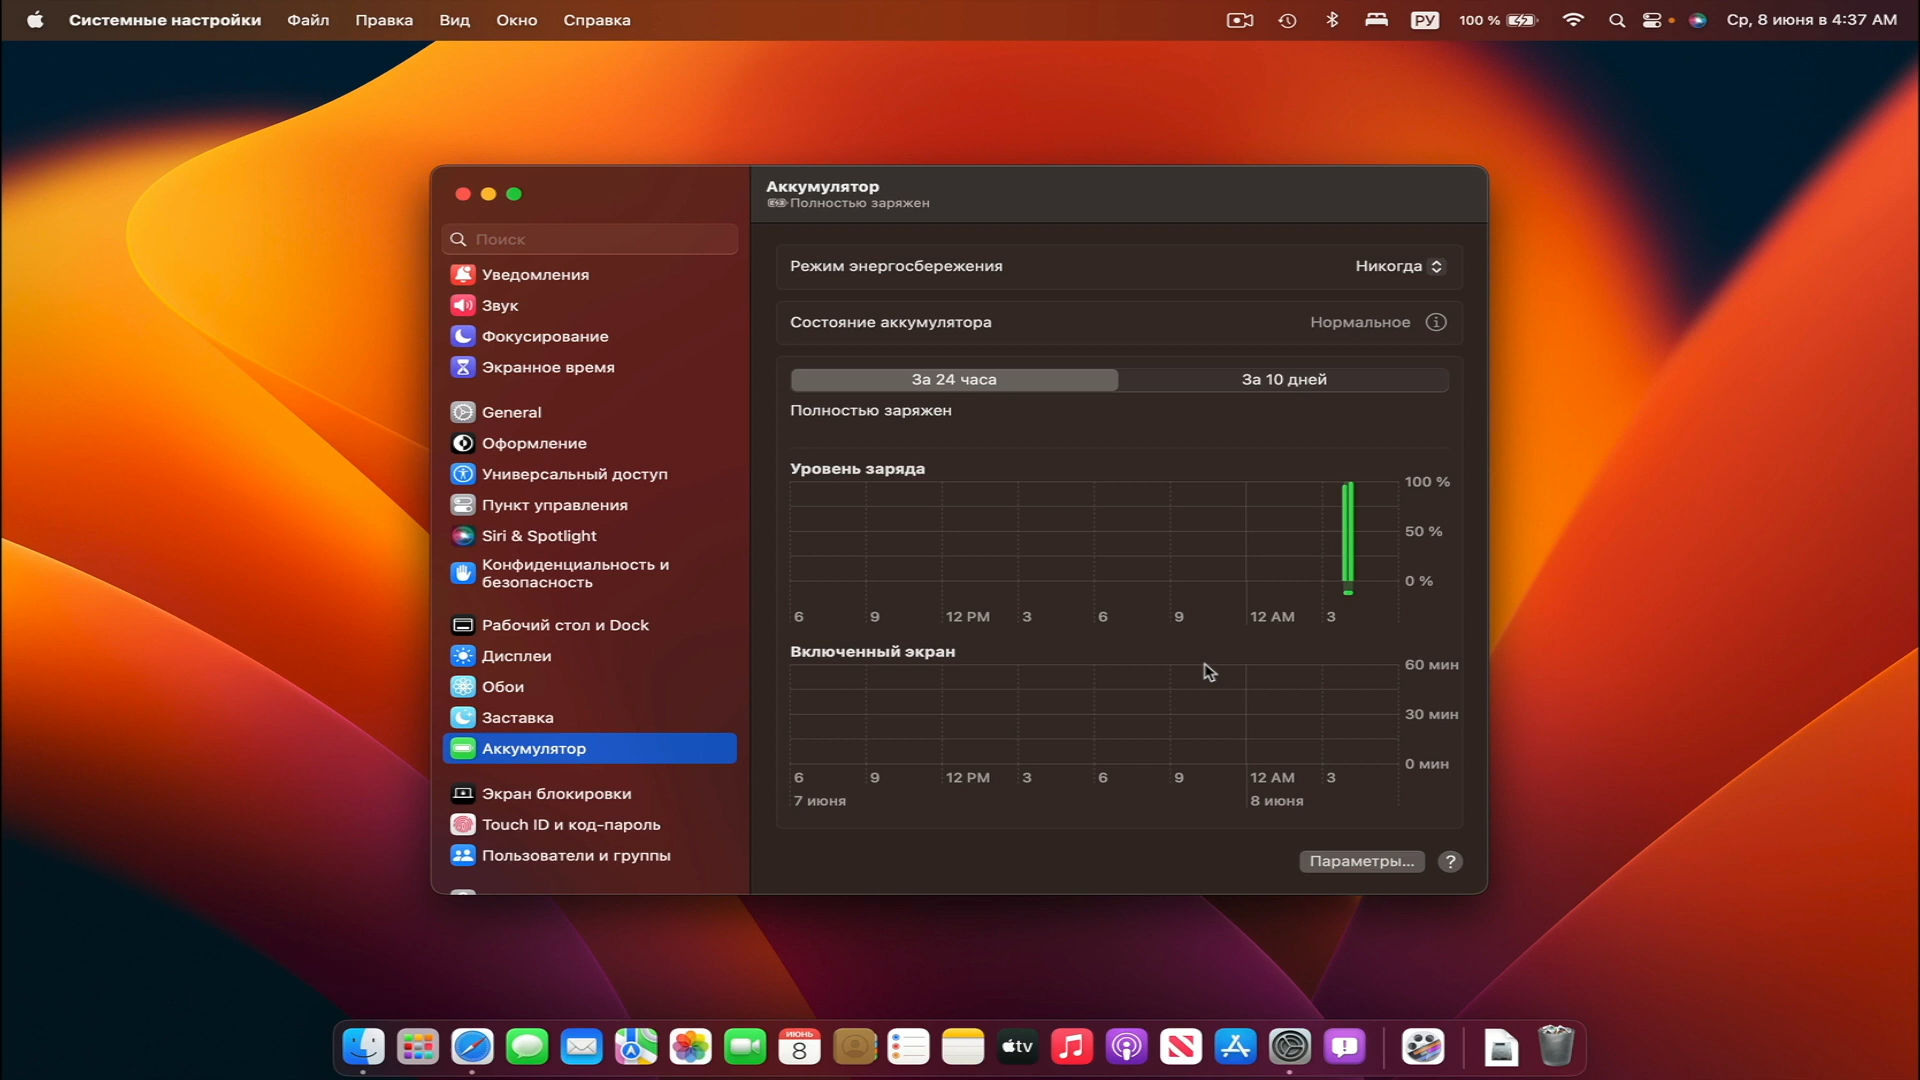 Системные настройки Файл Правка Вид Окно Справка РУ 100 % Ср, 8 июня в 4:37 AM
Аккумулятор
Полностью заряжен
Поиск
Уведомления
Звук
Фокусирование
Экранное время
General
Оформление
Универсальный доступ
Пункт управления
Siri & Spotlight
Конфиденциальность и
безопасность
Рабочий стол и Dock
Дисплеи
Обои
Заставка
Аккумулятор
Экран блокировки
Touch ID и код-пароль
Пользователи и группы
Режим энергосбережения Никогда
Состояние аккумулятора Нормальное
За 24 часа За 10 дней
Полностью заряжен
Уровень заряда
100 %
50 %
0 %
6 9 12 PM 3 6 9 12 AM 3
Включенный экран
60 мин
30 мин
0 мин
6 9 12 PM 3 6 9 12 AM 3
7 июня 8 июня
Параметры... ?
ИЮНЬ
8
tv